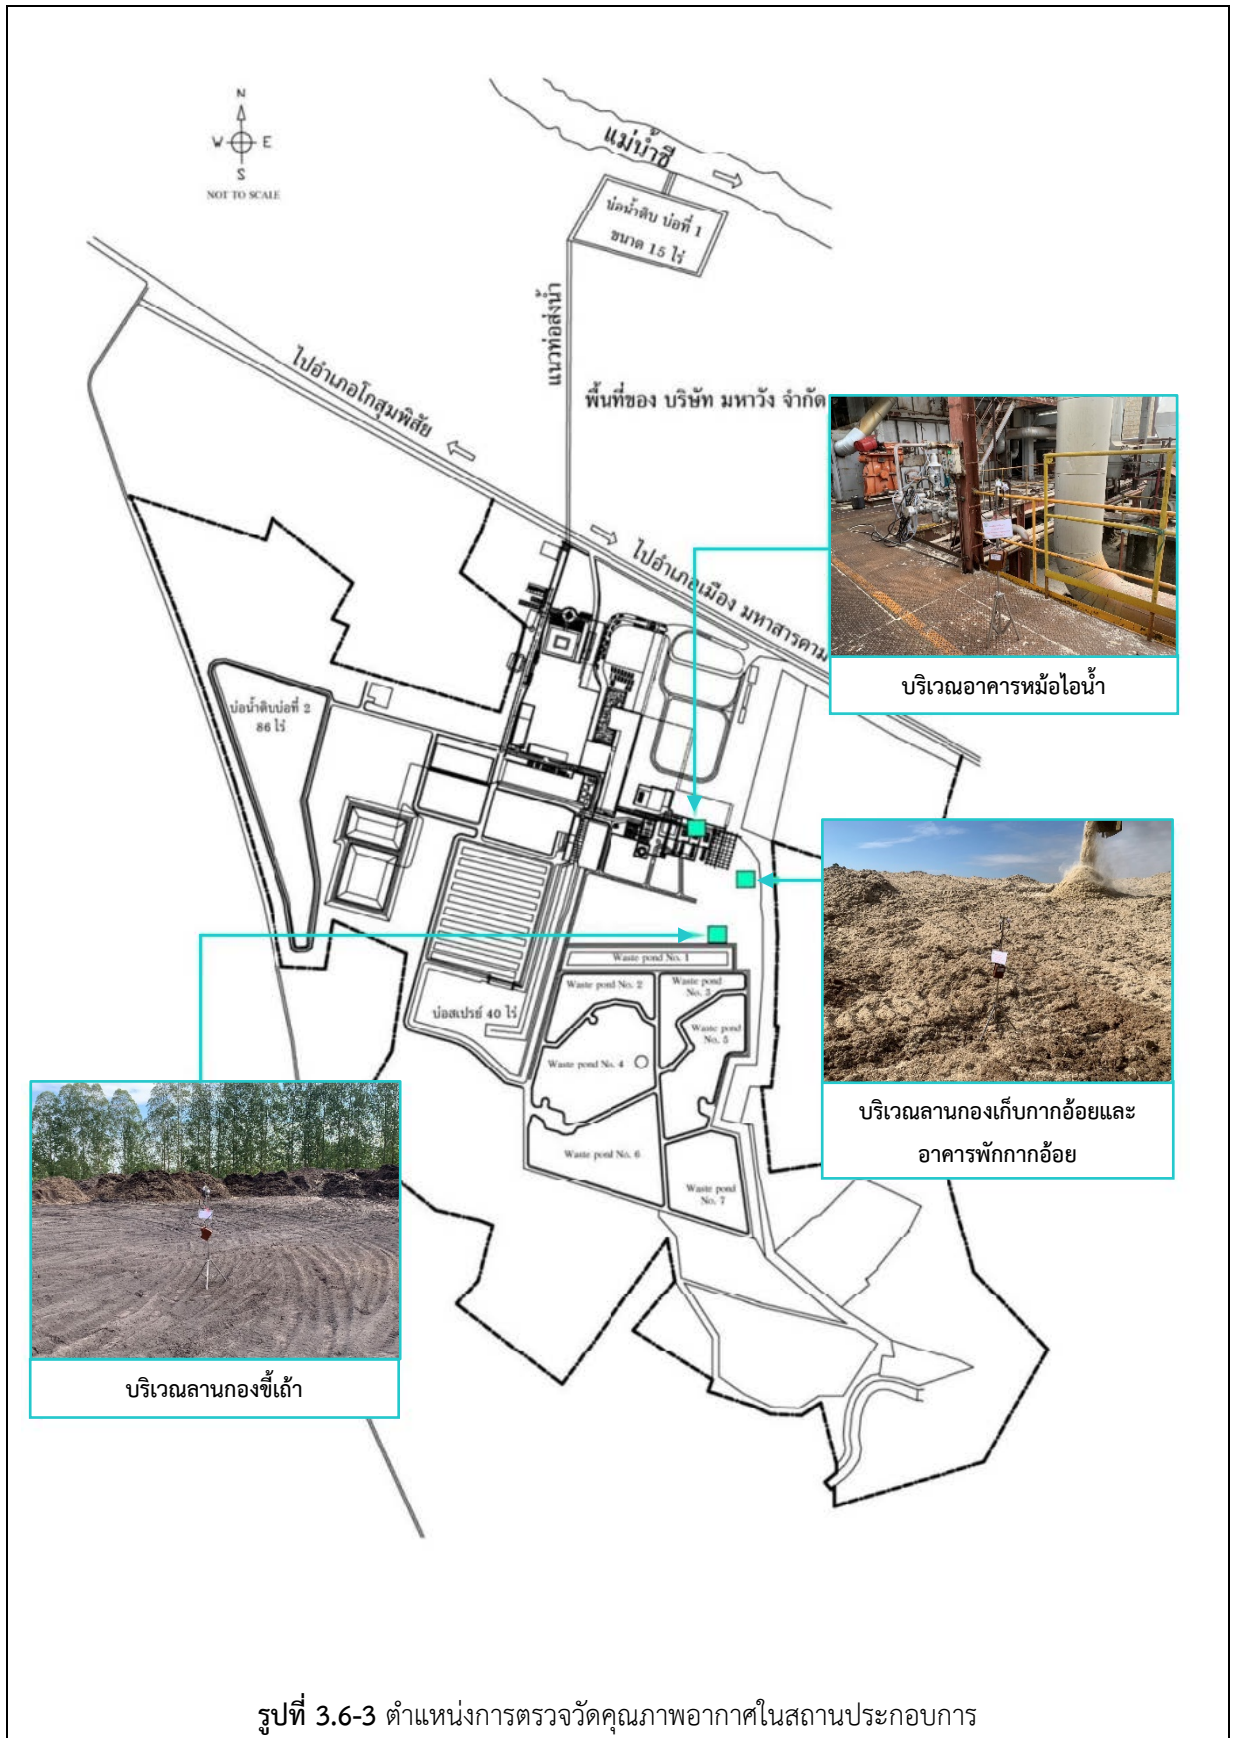 N
W E
S
NOT TO SCALE
แม่น้ำชี
บ่อน้ำดิบ บ่อที่ 1
ขนาด 15 ไร่
แนวท่อส่งน้ำ
ไปอำเภอโกสุมพิสัย
พื้นที่ของ บริษัท มหาวัง จำกัด
ไปอำเภอเมือง มหาสารคาม
บริเวณอาคารหม้อไอน้ำ
บ่อน้ำดิบบ่อที่ 2
86 ไร่
Waste pond No. 1
Waste pond No. 2
Waste pond
No. 3
Waste pond
No. 5
บ่อสเปรย์ 40 ไร่
Waste pond No. 4
บริเวณลานกองเก็บกากอ้อยและ
อาคารพักกากอ้อย
Waste pond No. 6
Waste pond
No. 7
บริเวณลานกองขี้เถ้า
รูปที่ 3.6-3 ตำแหน่งการตรวจวัดคุณภาพอากาศในสถานประกอบการ